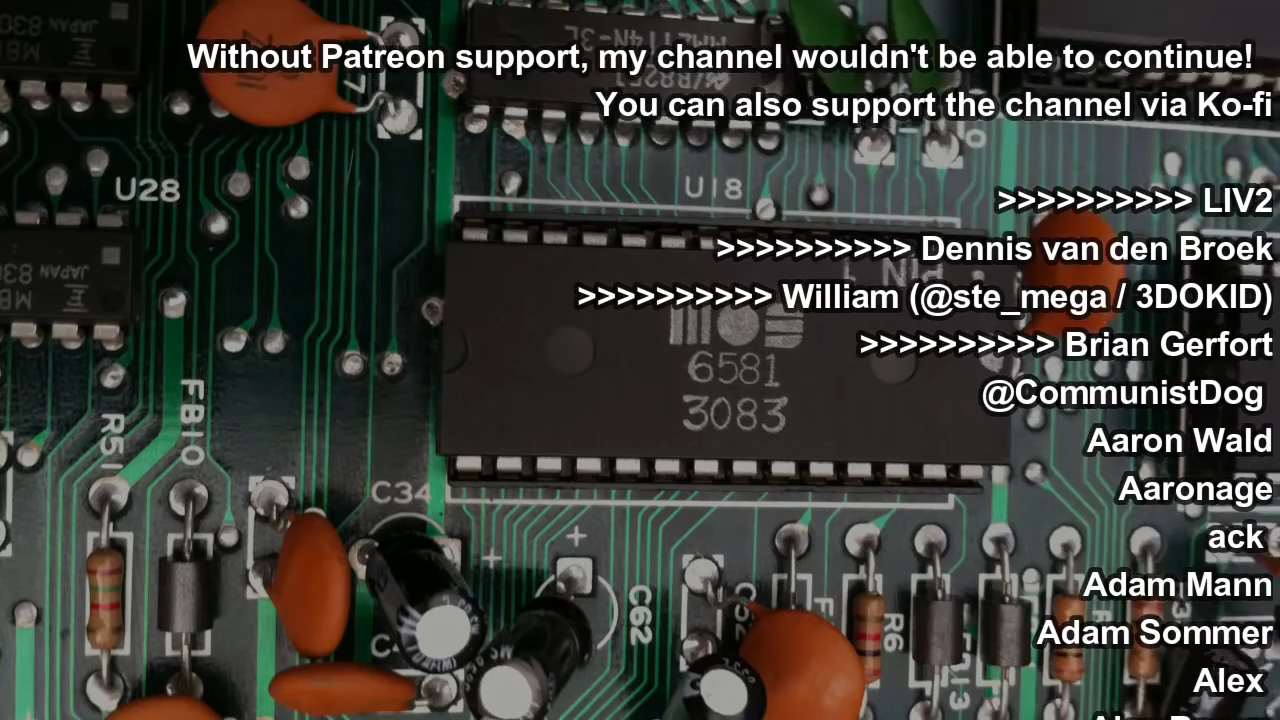 Without Patreon support, my channel wouldn't be able to continue!
You can also support the channel via Ko-fi
U28
U18
>>>>>>>>>> LIV2
>>>>>>>>>> Dennis van den Broek
PIN 1
>>>>>>>>>> William (@ste_mega / 3DOKID)
>>>>>>>>>> Brian Gerfort
6581
3083
@CommunistDog
FB10
R51
Aaron Wald
Aaronage
C34
ack
Adam Mann
C62
R6
Adam Sommer
Alex